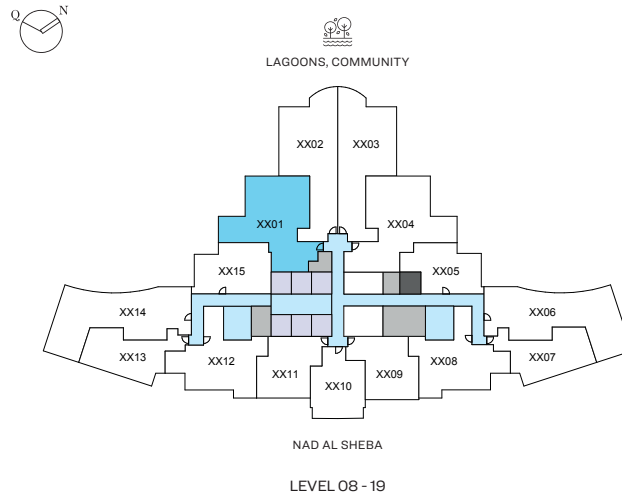 Q N
LAGOONS, COMMUNITY
XX02 XX03
XX01 XX04
XX15 XX05
XX14 XX06
XX13 XX12 XX08 XX07
XX11 XX10 XX09
NAD AL SHEBA
LEVEL 08 - 19